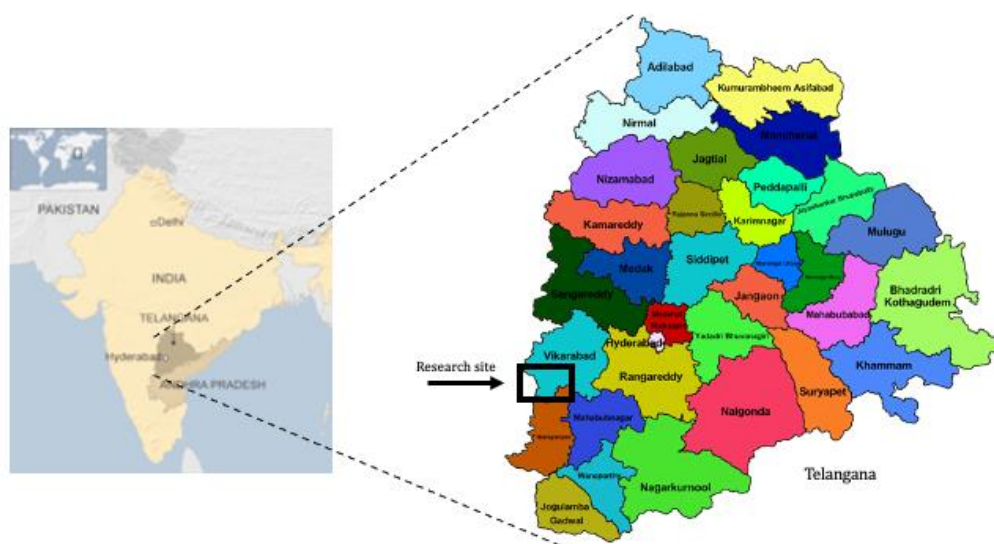 PAKISTAN
Delhi
INDIA
TELANGANA
Hyderabad
ANDHRA PRADESH
Research site
Adilabad
Kumurambheem Asifabad
Nirmal
Mancherial
Jagtial
Nizamabad
Peddapalli
Kamareddy
Karimnagar
Mulugu
Siddipet
Medak
Sangareddy
Jangaon
Bhadradri
Kothagudem
Mahabubabad
Yadadri Bhuvanagiri
Hyderabad
Vikarabad
Khammam
Rangareddy
Suryapet
Nalgonda
Mahabubnagar
Telangana
Nagarkurnool
Jogulamba
Gadwal